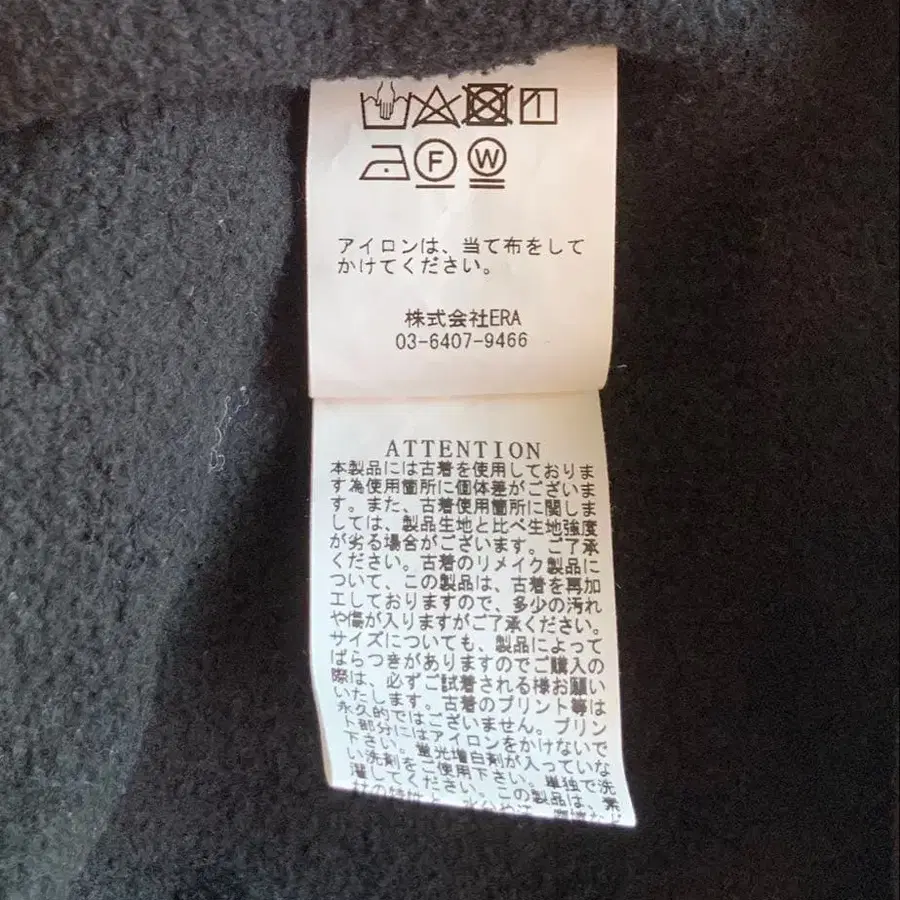 F W
アイロンは、当て布をして
かけてください。
株式会社ERA
03-6407-9466
ATTENTION
本製品には古着を使用しておりま
す為使用箇所に個体差がございま
す。また、古着使用箇所に関しま
しては、製品生地と比べ生地強度
が劣る場合がございます。ご了承
ください。古着のリメイク製品に
ついて、この製品は、古着を再加
工しておりますので、多少の汚れ
や傷が入りますがご了承ください。
サイズについても、製品によって
ばらつきがありますのでご購入の
際は、必ずご試着される様お願い
いたします。古着のプリント等は
永久的ではございません。プリン
ト部分にはアイロンをかけないで
下さい。蛍光増白剤が入っていな
い洗剤をご使用下さい。単独で洗
濯してください。この製品は、素
材の特性上、水分や汗、摩擦など